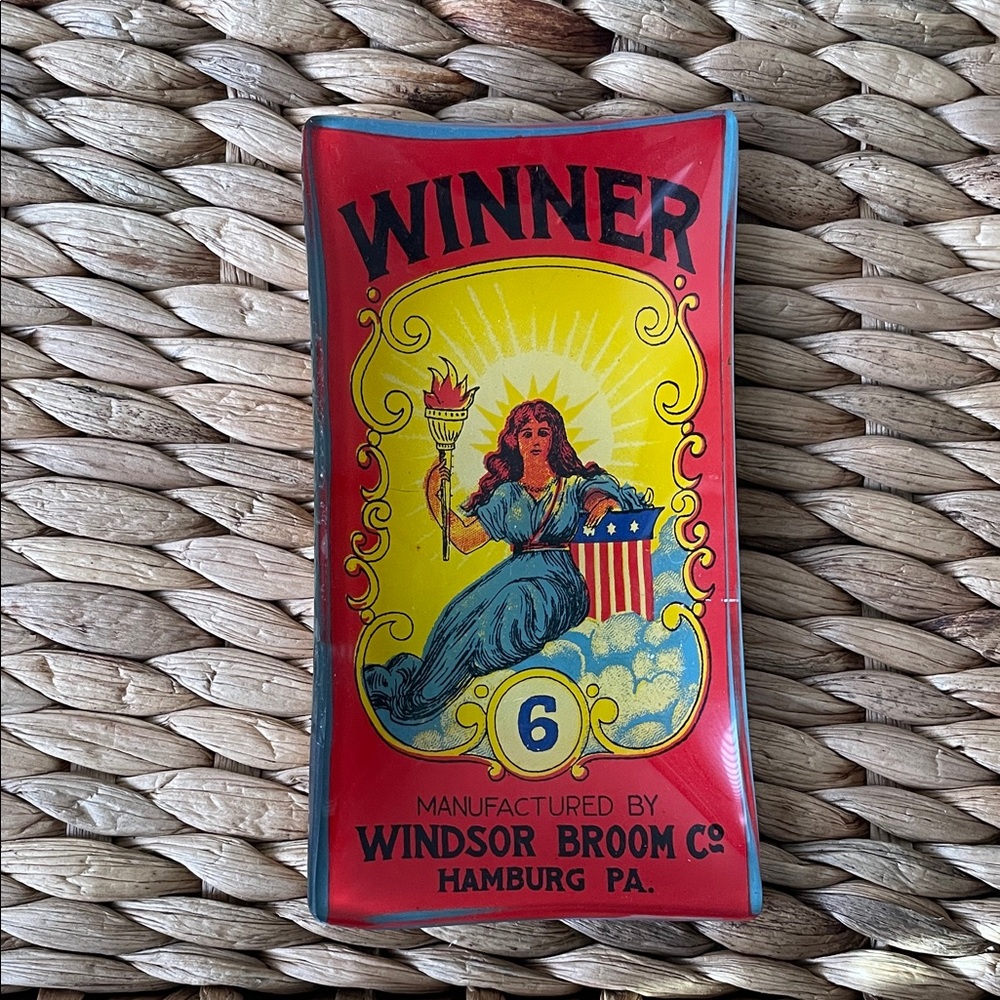 WINNER
6
MANUFACTURED BY
WINDSOR BROOM Cº
HAMBURG PA.